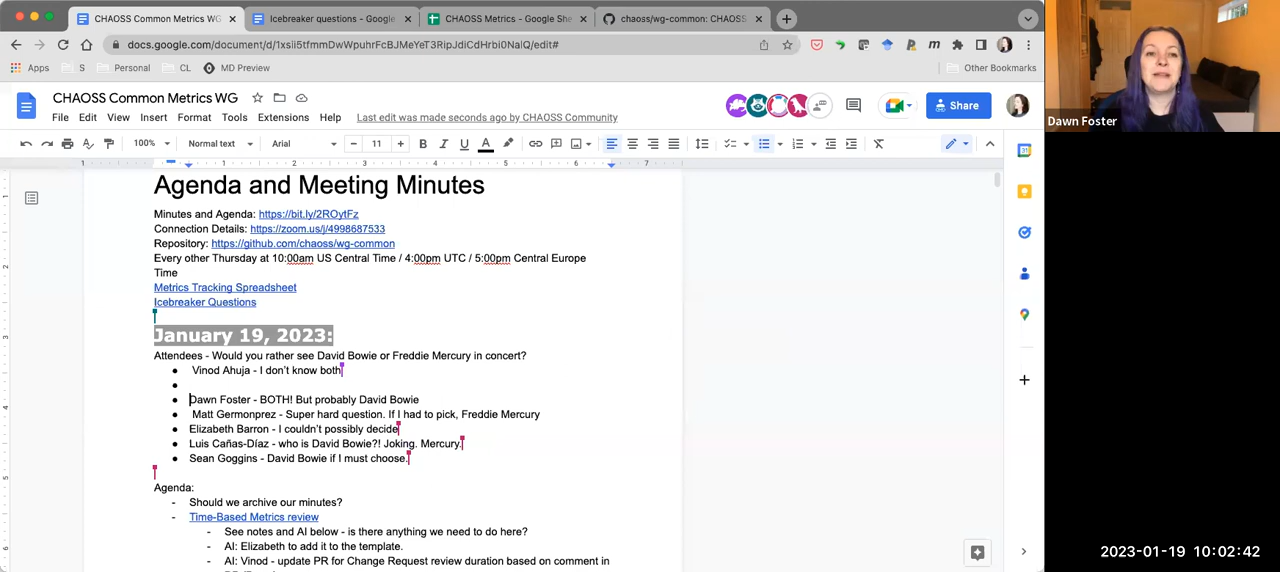 CHAOSS Common Metrics WG
Icebreaker questions - Google
CHAOSS Metrics - Google She
chaoss/wg-common: CHAOSS
docs.google.com/document/d/1xsiI5tfmmDwWpuhrFcBJMeYeT3RipJdiCdHrbi0NaIQ/edit#
Apps
S
Personal
CL
MD Preview
Other Bookmarks
CHAOSS Common Metrics WG
File Edit View Insert Format Tools Extensions Help
Last edit was made seconds ago by CHAOSS Community
Share
100% Normal text Arial 11
Agenda and Meeting Minutes
Minutes and Agenda: https://bit.ly/2ROytFz
Connection Details: https://zoom.us/j/4998687533
Repository: https://github.com/chaoss/wg-common
Every other Thursday at 10:00am US Central Time / 4:00pm UTC / 5:00pm Central Europe
Time
Metrics Tracking Spreadsheet
Icebreaker Questions
January 19, 2023:
Attendees - Would you rather see David Bowie or Freddie Mercury in concert?
● Vinod Ahuja - I don't know both
●
● Dawn Foster - BOTH! But probably David Bowie
● Matt Germonprez - Super hard question. If I had to pick, Freddie Mercury
● Elizabeth Barron - I couldn't possibly decide
● Luis Cañas-Díaz - who is David Bowie?! Joking. Mercury.
● Sean Goggins - David Bowie if I must choose.
Agenda:
- Should we archive our minutes?
- Time-Based Metrics review
- See notes and AI below - is there anything we need to do here?
- AI: Elizabeth to add it to the template.
- AI: Vinod - update PR for Change Request review duration based on comment in
Dawn Foster
2023-01-19 10:02:42